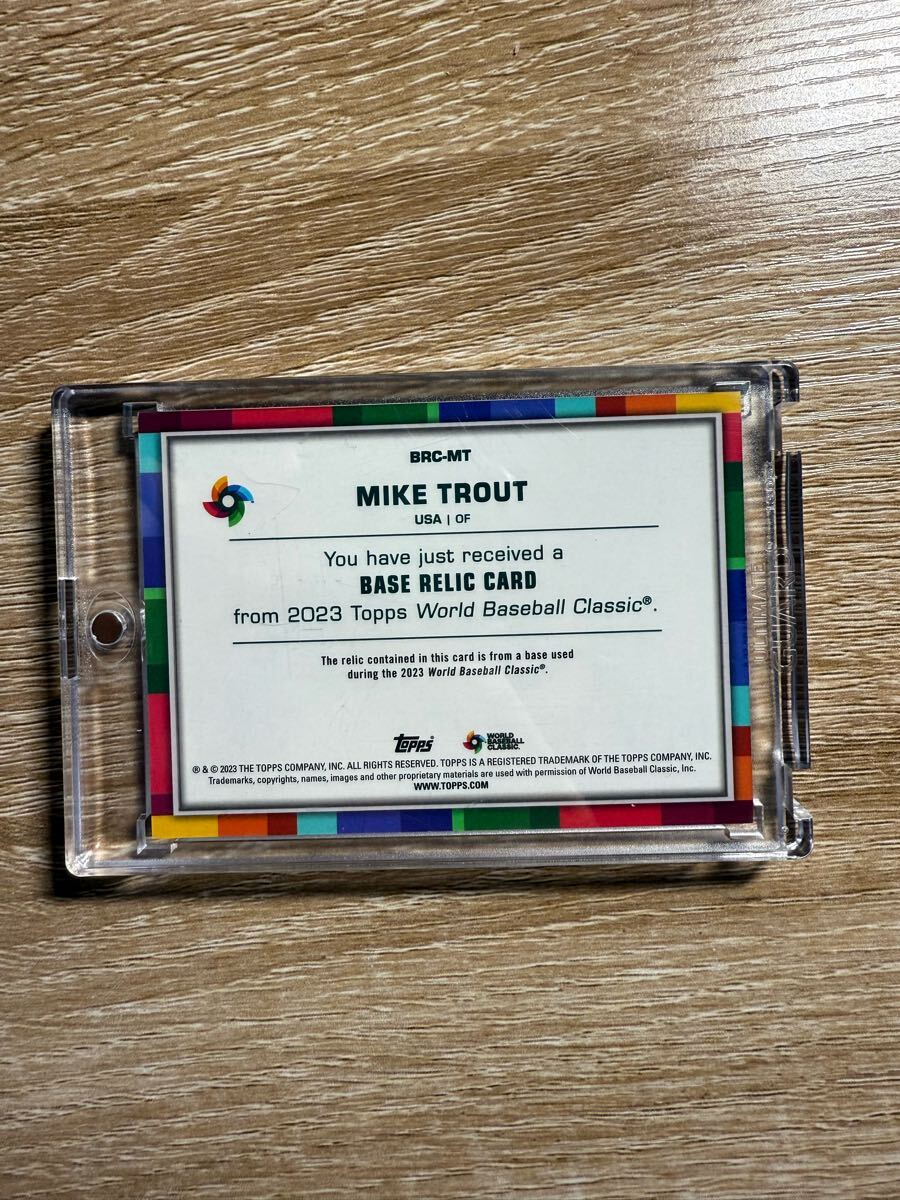 BRC-MT
MIKE TROUT
USA | OF
You have just received a
BASE RELIC CARD
from 2023 Topps World Baseball Classic®.
The relic contained in this card is from a base used
during the 2023 World Baseball Classic®.
Topps
WORLD
BASEBALL
CLASSIC.
® & © 2023 THE TOPPS COMPANY, INC. ALL RIGHTS RESERVED. TOPPS IS A REGISTERED TRADEMARK OF THE TOPPS COMPANY, INC.
Trademarks, copyrights, names, images and other proprietary materials are used with permission of World Baseball Classic, Inc.
WWW.TOPPS.COM
ULTIMATE
GUARD